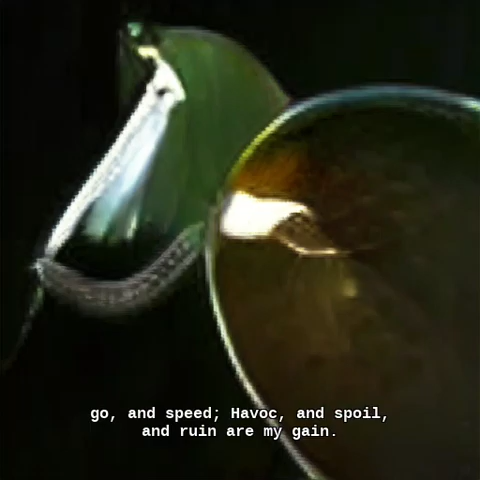 go, and speed; Havoc, and spoil,
and ruin are my gain.